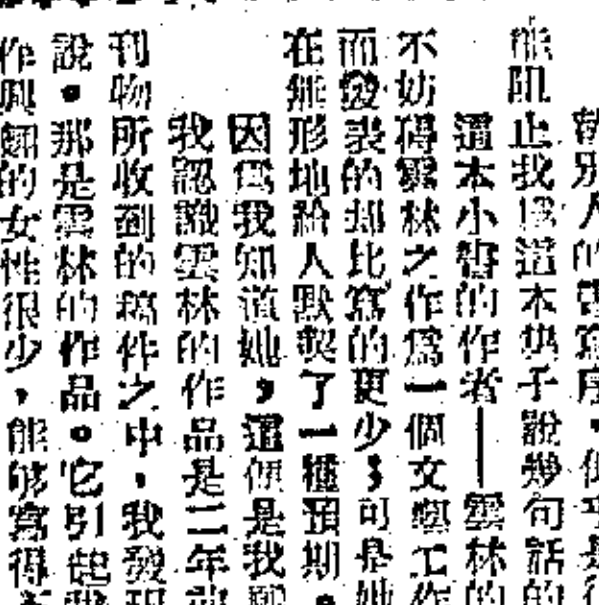 替別人的書寫序，但
能阻止我爲這本集子說幾句話的
這本小書的作者──雲林的
不妨碍雲林之作爲一個文藝工作
而發表的却比寫的更少；可是她
在無形地給人默契了一種預期。
因爲我知道她，這便是我
我認識雲林的作品是二年前
刊物所收到的稿件之中，我發現
說。那是雲林的作品。它引起我
作興趣的女性很少，能够寫得